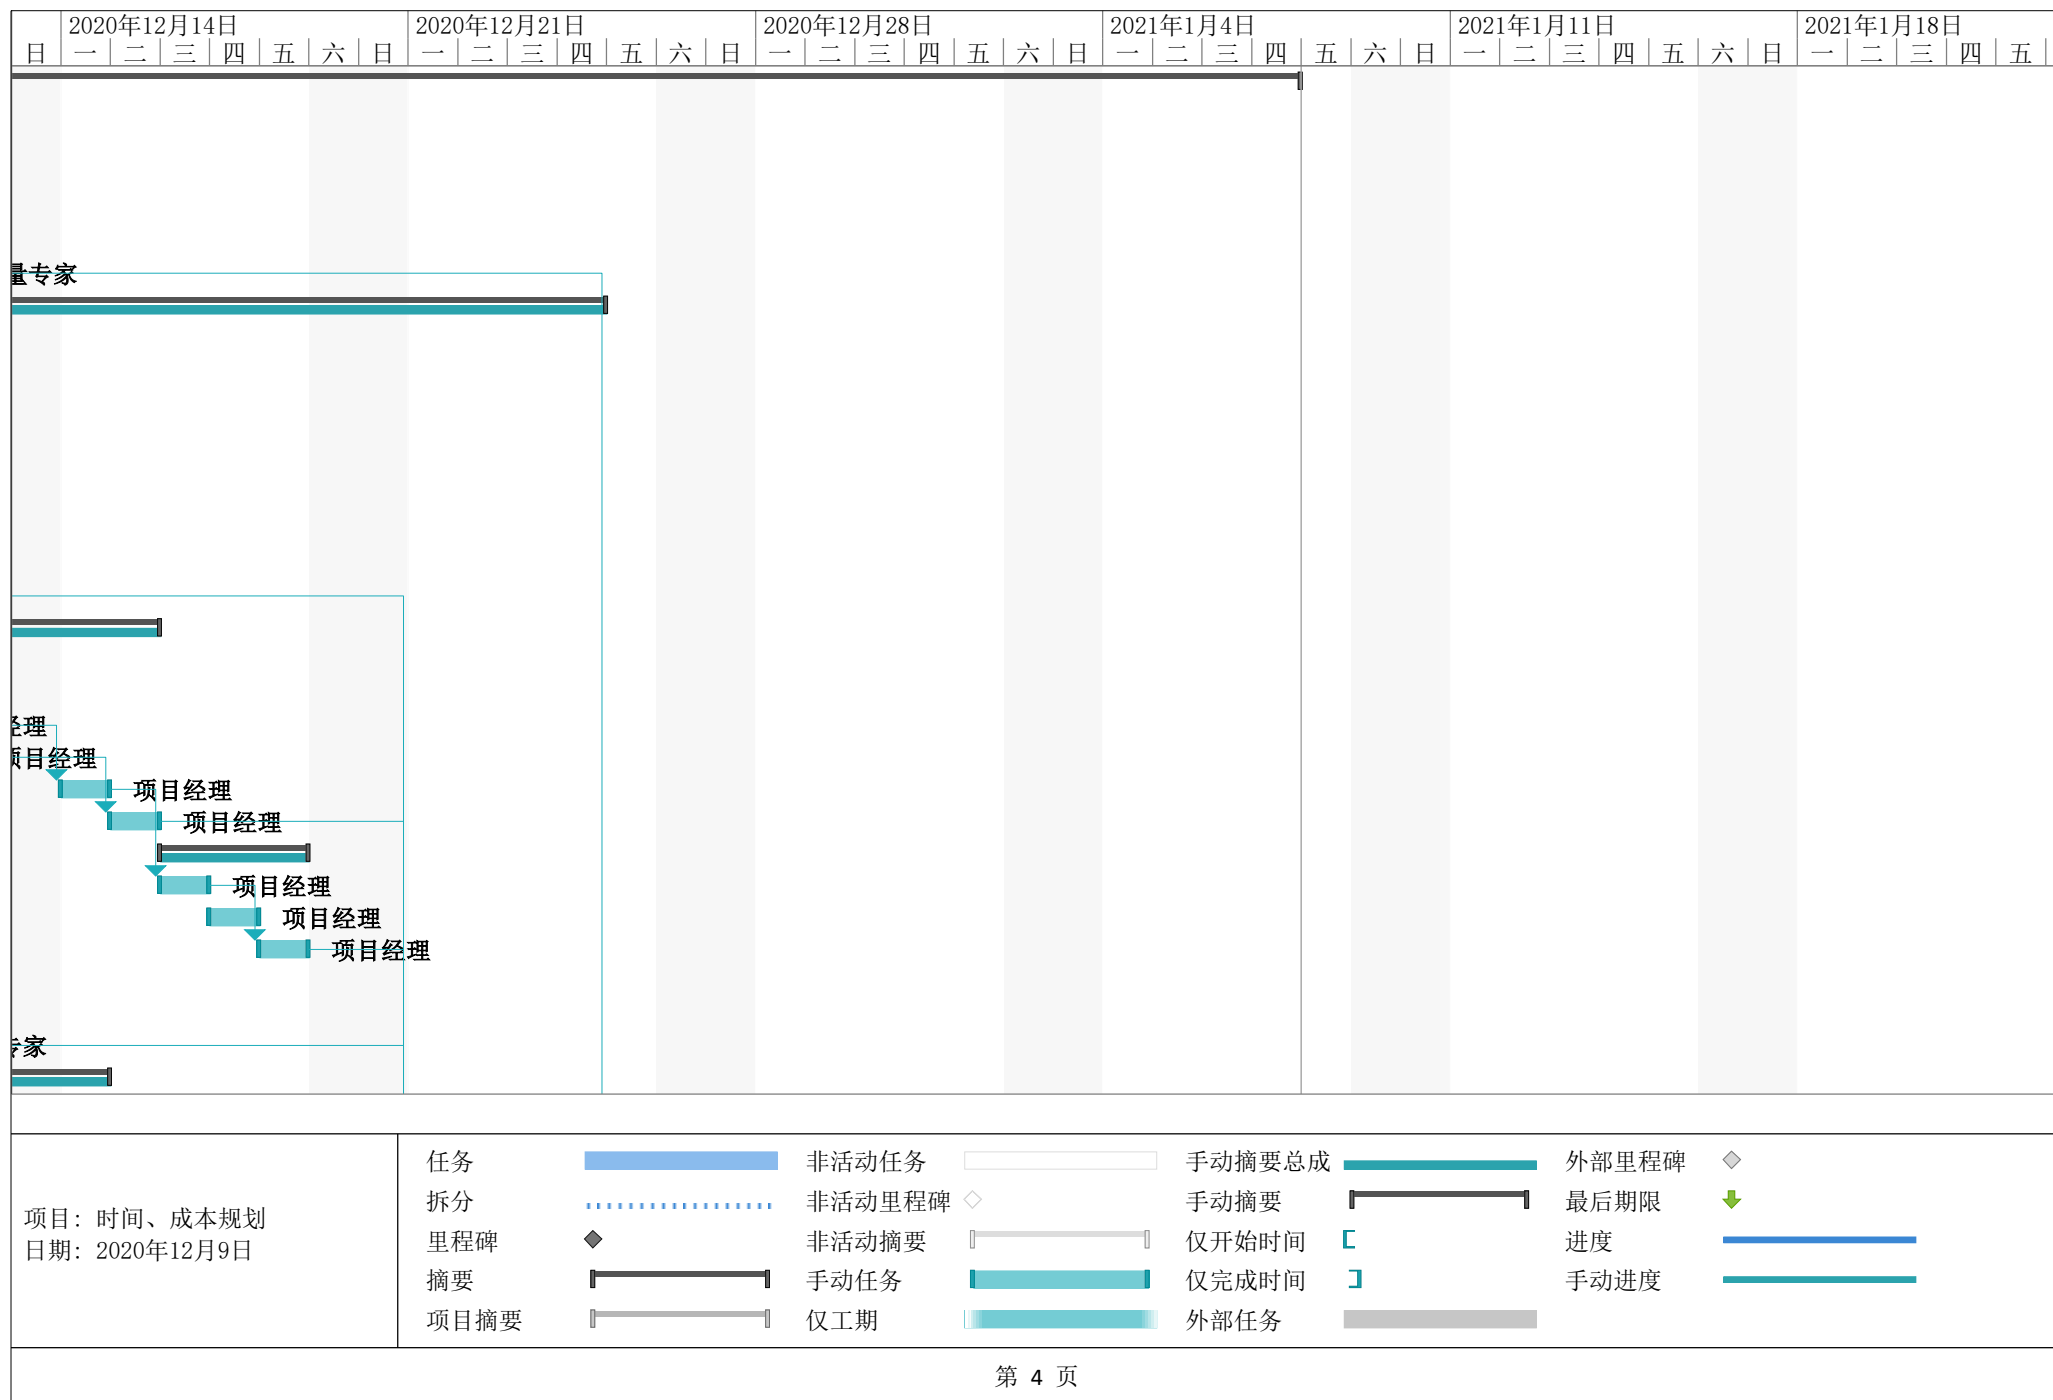 2020年12月14日 2020年12月21日 2020年12月28日 2021年1月4日 2021年1月11日 2021年1月18日
日 一 二 三 四 五 六 日 一 二 三 四 五 六 日 一 二 三 四 五 六 日 一 二 三 四 五 六 日 一 二 三 四 五 六 日 一 二 三 四 五
量专家
经理
项目经理
项目经理
项目经理
项目经理
项目经理
项目经理
专家
项目: 时间、成本规划
日期: 2020年12月9日
任务 非活动任务 手动摘要总成 外部里程碑
拆分 非活动里程碑 手动摘要 最后期限
里程碑 非活动摘要 仅开始时间 进度
摘要 手动任务 仅完成时间 手动进度
项目摘要 仅工期 外部任务
第 4 页